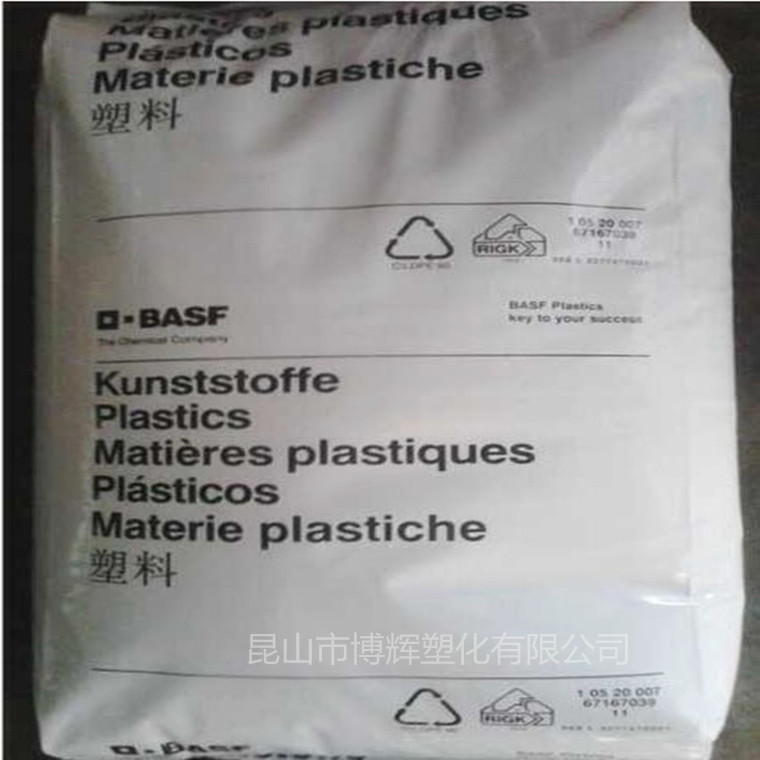 Matières plastiques
Plásticos
Materie plastiche
塑料
RIGK
1 05 20 007
67167039
11
BASF
The Chemical Company
BASF Plastics
key to your success
Kunststoffe
Plastics
Matières plastiques
Plásticos
Materie plastiche
塑料
昆山市博辉塑化有限公司
RIGK
1 05 20 007
67167039
11
BASF